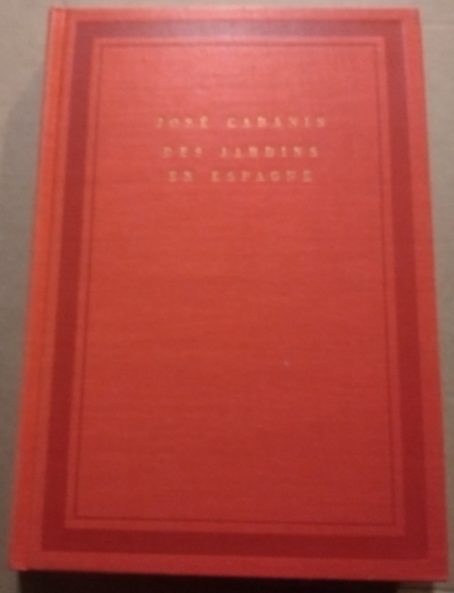 JOSÉ CABANIS
DES JARDINS
EN ESPAGNE